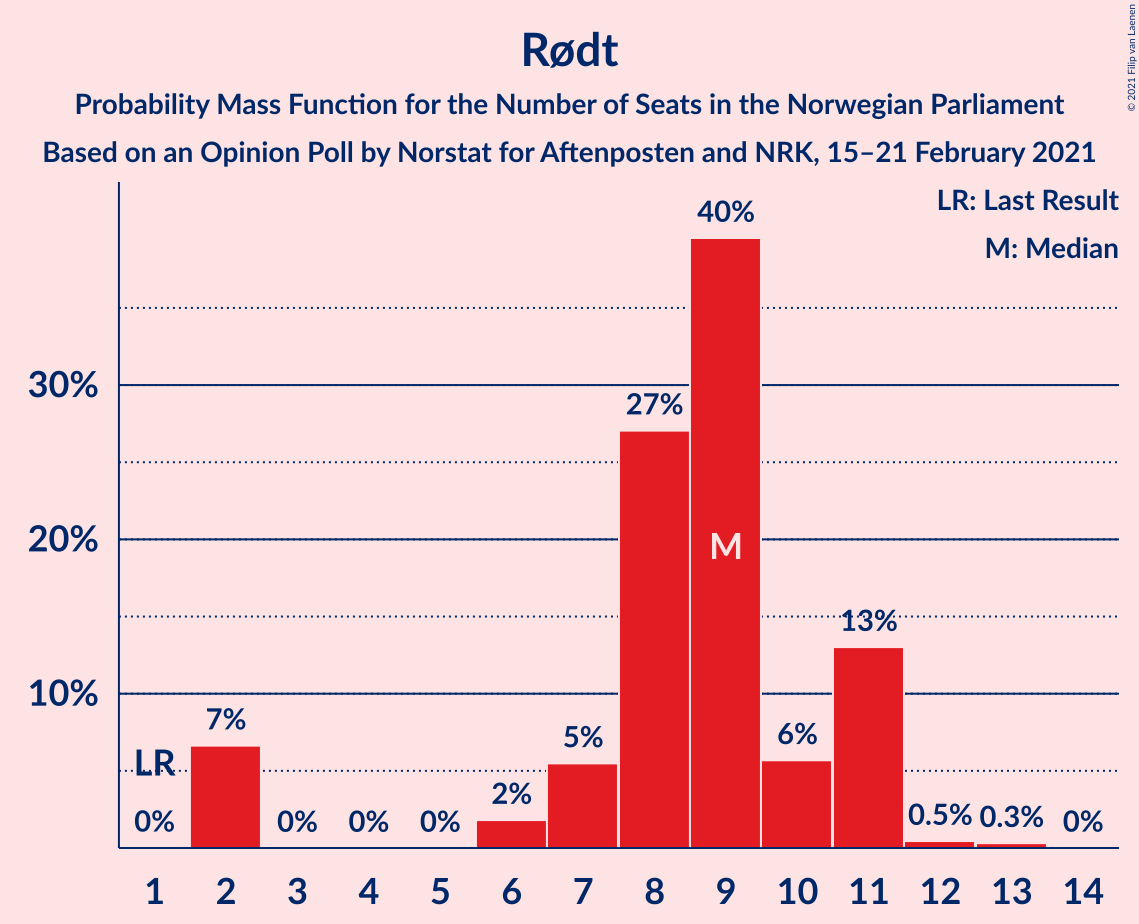 Rødt
Probability Mass Function for the Number of Seats in the Norwegian Parliament
Based on an Opinion Poll by Norstat for Aftenposten and NRK, 15–21 February 2021
© 2021 Filip van Laenen
LR: Last Result
M: Median
40%
30%
27%
20%
M
13%
10%
7%
6%
5%
LR
2%
0%
0%
0%
0%
0.5%
0.3%
0%
1 2 3 4 5 6 7 8 9 10 11 12 13 14